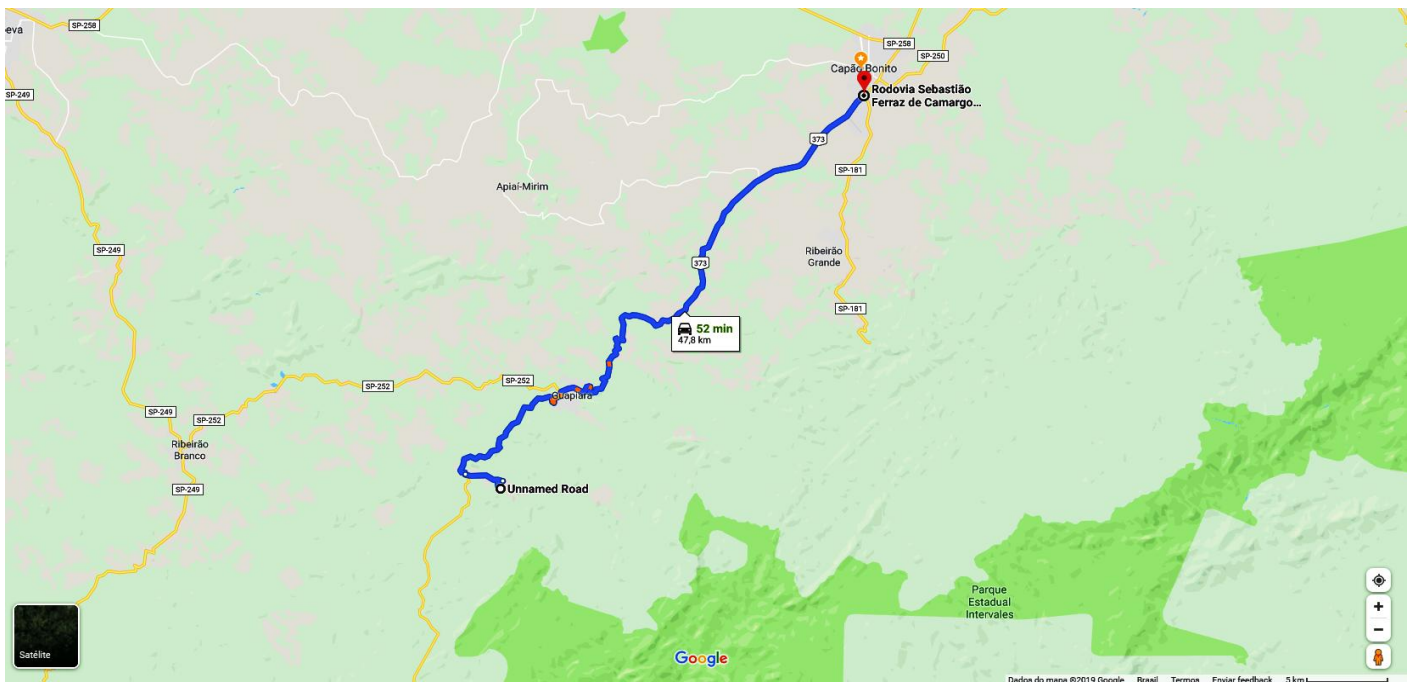 SP-258
eva
SP-258
SP-250
Capão Bonito
Rodovia Sebastião
Ferraz de Camargo...
SP-249
373
SP-181
Apiaí-Mirim
SP-249
Ribeirão
Grande
373
SP-181
52 min
47,8 km
SP-252
SP-252
Guapiara
SP-249
SP-252
Ribeirão
Branco
SP-249
Unnamed Road
Parque
Estadual
Intervales
Satélite
Google
Dados do mapa ©2019 Google Brasil Termos Enviar feedback 5 km